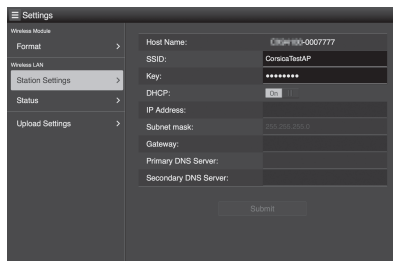 Settings
Wireless Module
Format
Wireless LAN
Station Settings
Status
Upload Settings
Host Name: -0007777
SSID: CorsicaTestAP
Key: ••••••••
DHCP: On
IP Address:
Subnet mask: 255.255.255.0
Gateway:
Primary DNS Server:
Secondary DNS Server:
Submit